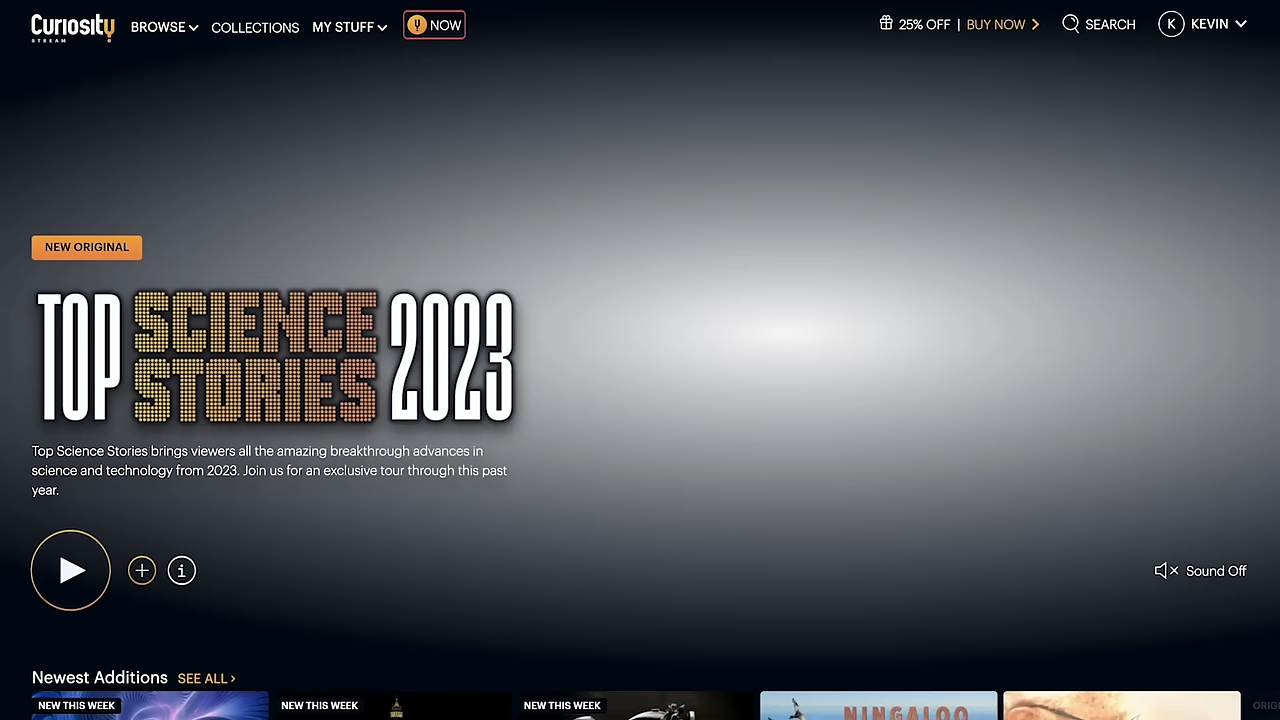 Curiosity
STREAM
BROWSE
COLLECTIONS
MY STUFF
NOW
25% OFF | BUY NOW
SEARCH
K
KEVIN
NEW ORIGINAL
TOP SCIENCE STORIES 2023
Top Science Stories brings viewers all the amazing breakthrough advances in
science and technology from 2023. Join us for an exclusive tour through this past
year.
Sound Off
Newest Additions
SEE ALL
NEW THIS WEEK
NEW THIS WEEK
NEW THIS WEEK
NINGALOO